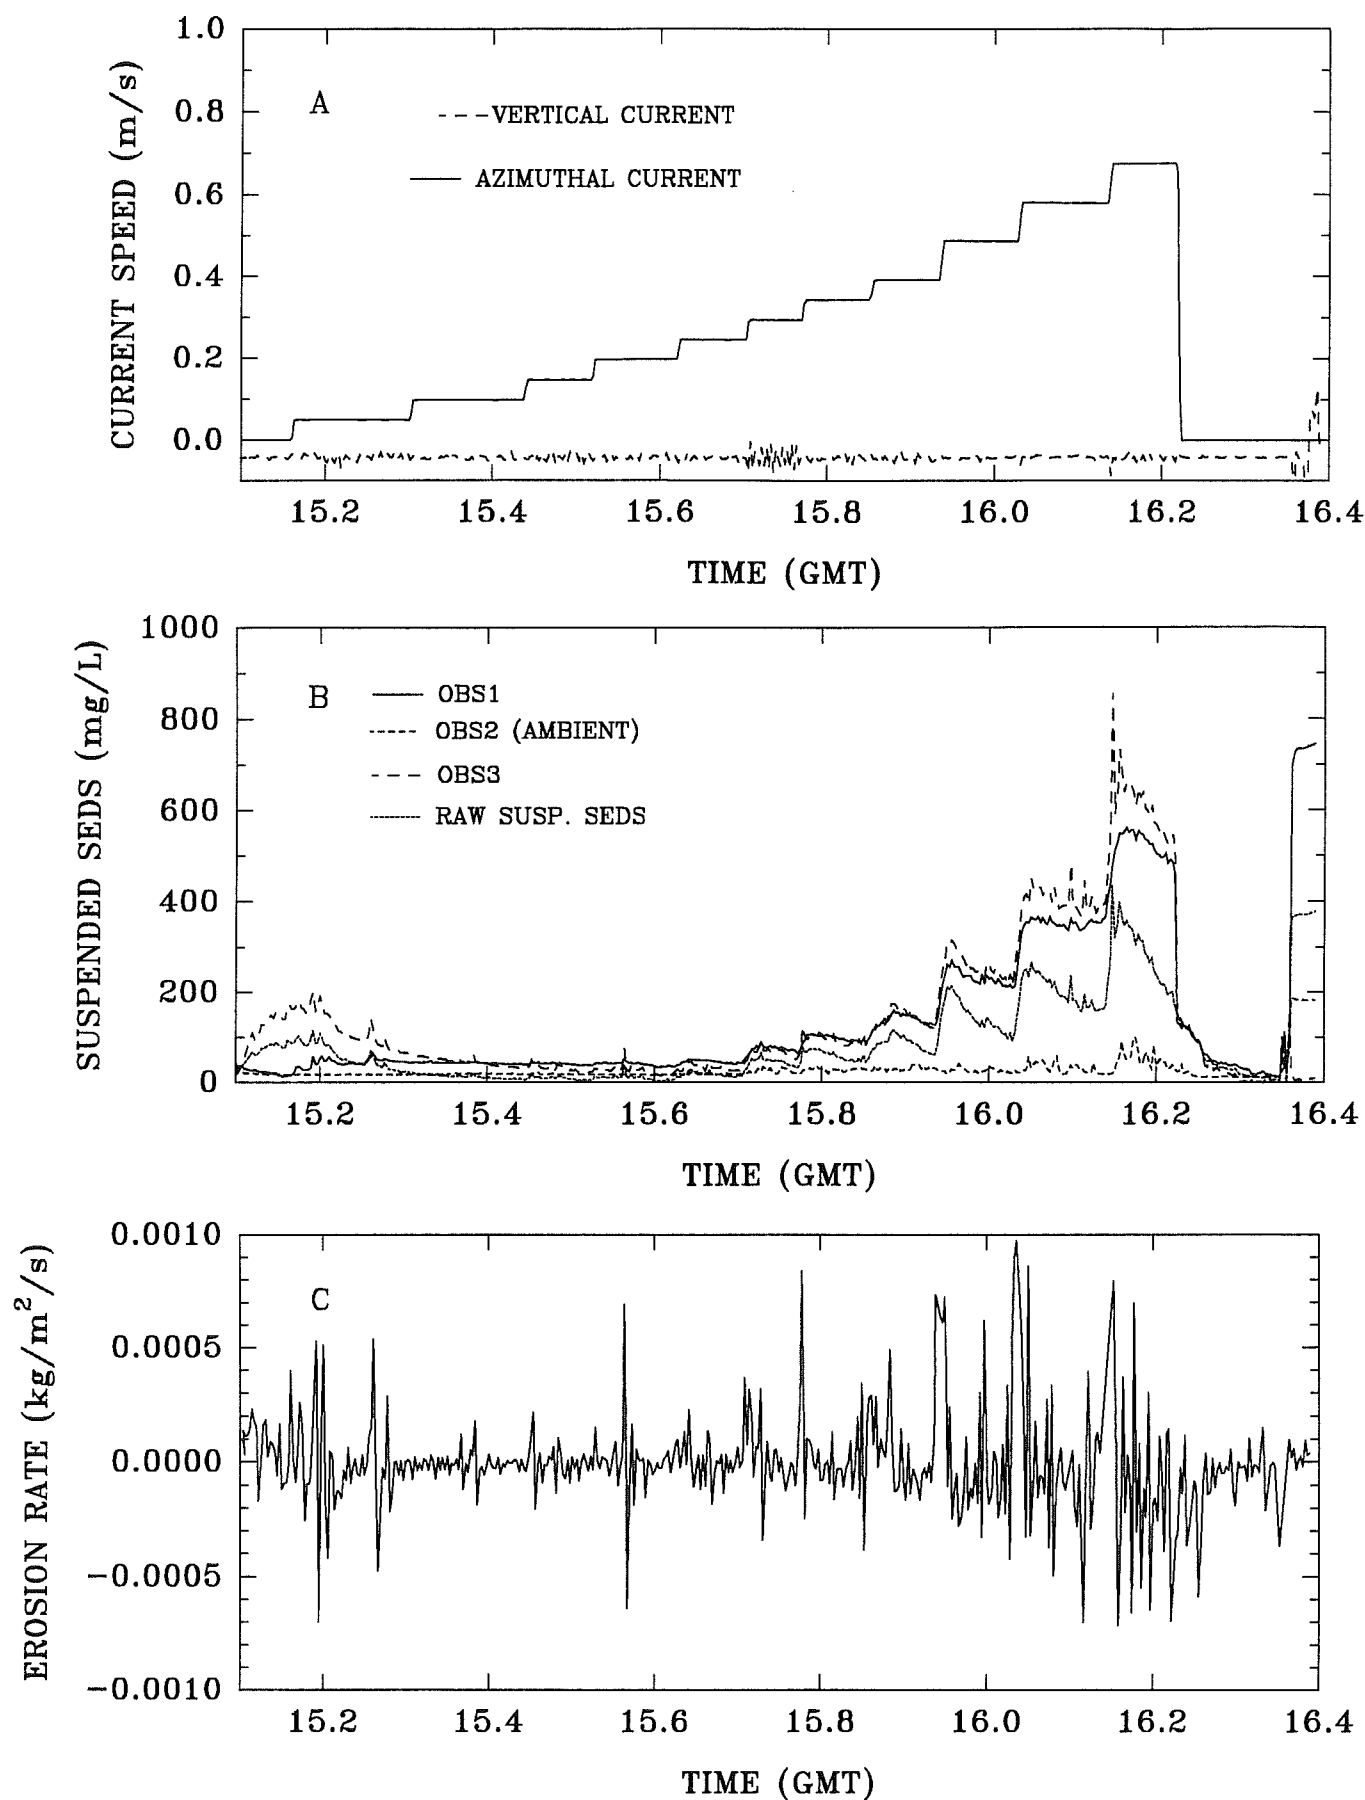 1.0
0.8
0.6
0.4
0.2
0.0
CURRENT SPEED (m/s)
A
VERTICAL CURRENT
AZIMUTHAL CURRENT
15.2 15.4 15.6 15.8 16.0 16.2 16.4
TIME (GMT)
1000
800
600
400
200
0
SUSPENDED SEDS (mg/L)
B
OBS1
OBS2 (AMBIENT)
OBS3
RAW SUSP. SEDS
15.2 15.4 15.6 15.8 16.0 16.2 16.4
TIME (GMT)
0.0010
0.0005
0.0000
−0.0005
−0.0010
EROSION RATE (kg/m²/s)
C
15.2 15.4 15.6 15.8 16.0 16.2 16.4
TIME (GMT)